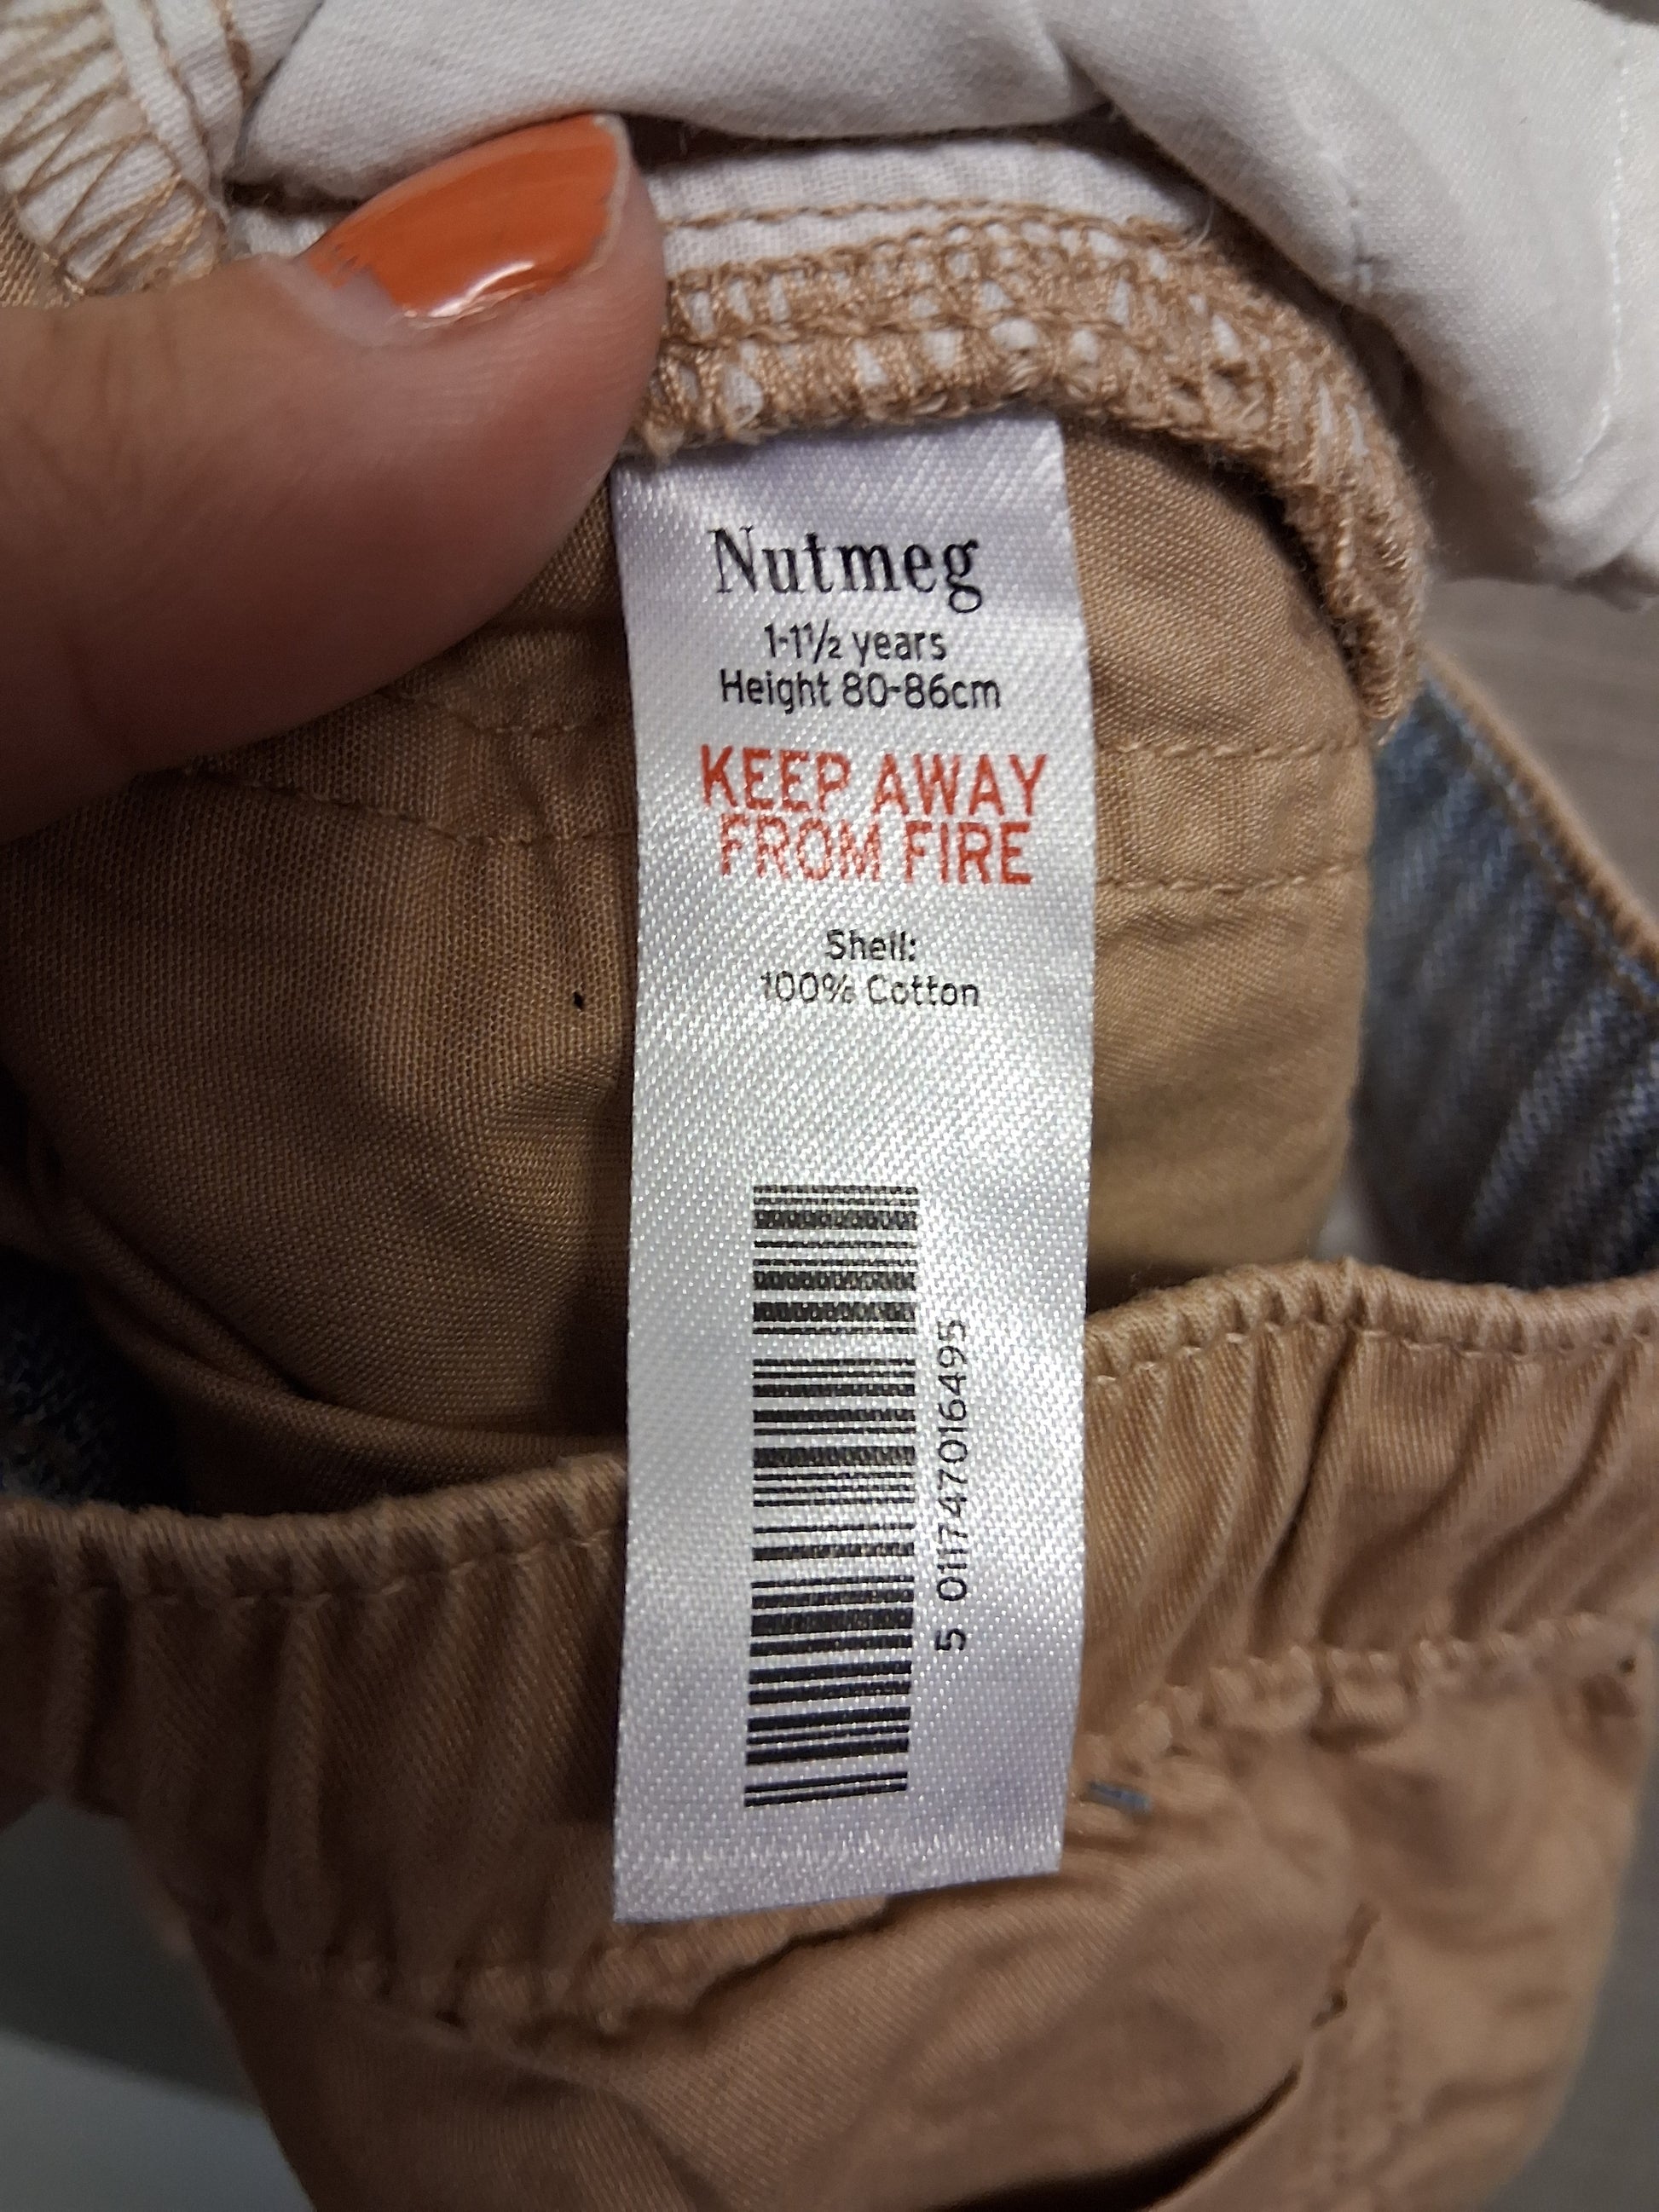 Nutmeg
1-1½ years
Height 80-86cm
KEEP AWAY
FROM FIRE
Shell:
100% Cotton
5 011747016495